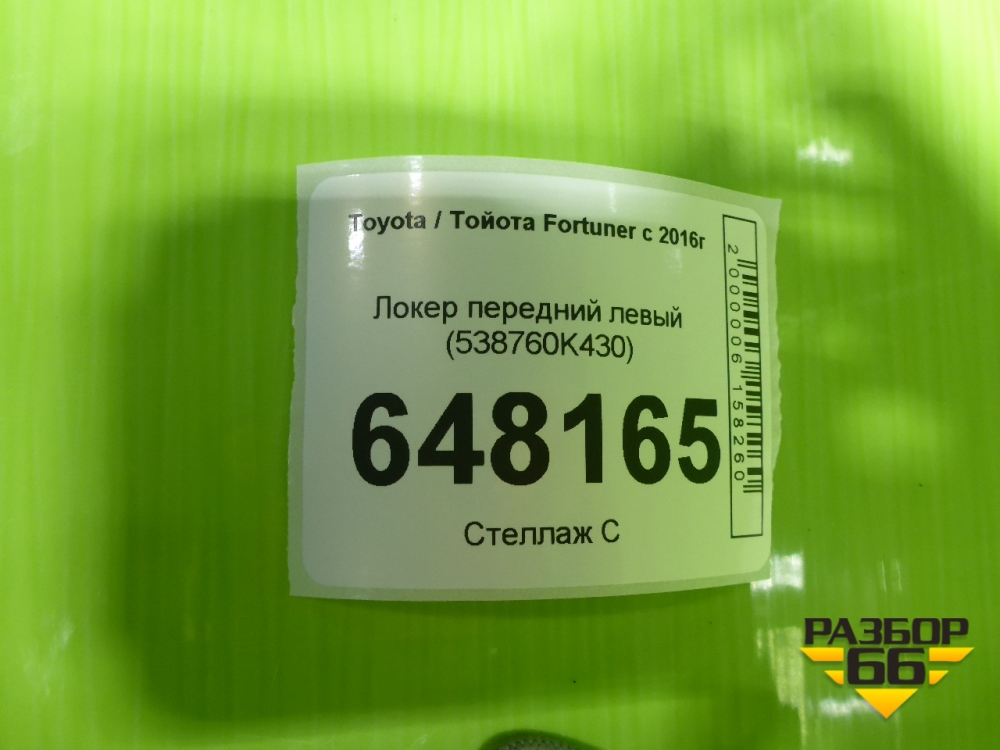 Toyota / Тойота Fortuner с 2016г
Локер передний левый
(538760K430)
648165
Стеллаж С
2000006158260
РАЗБОР
66